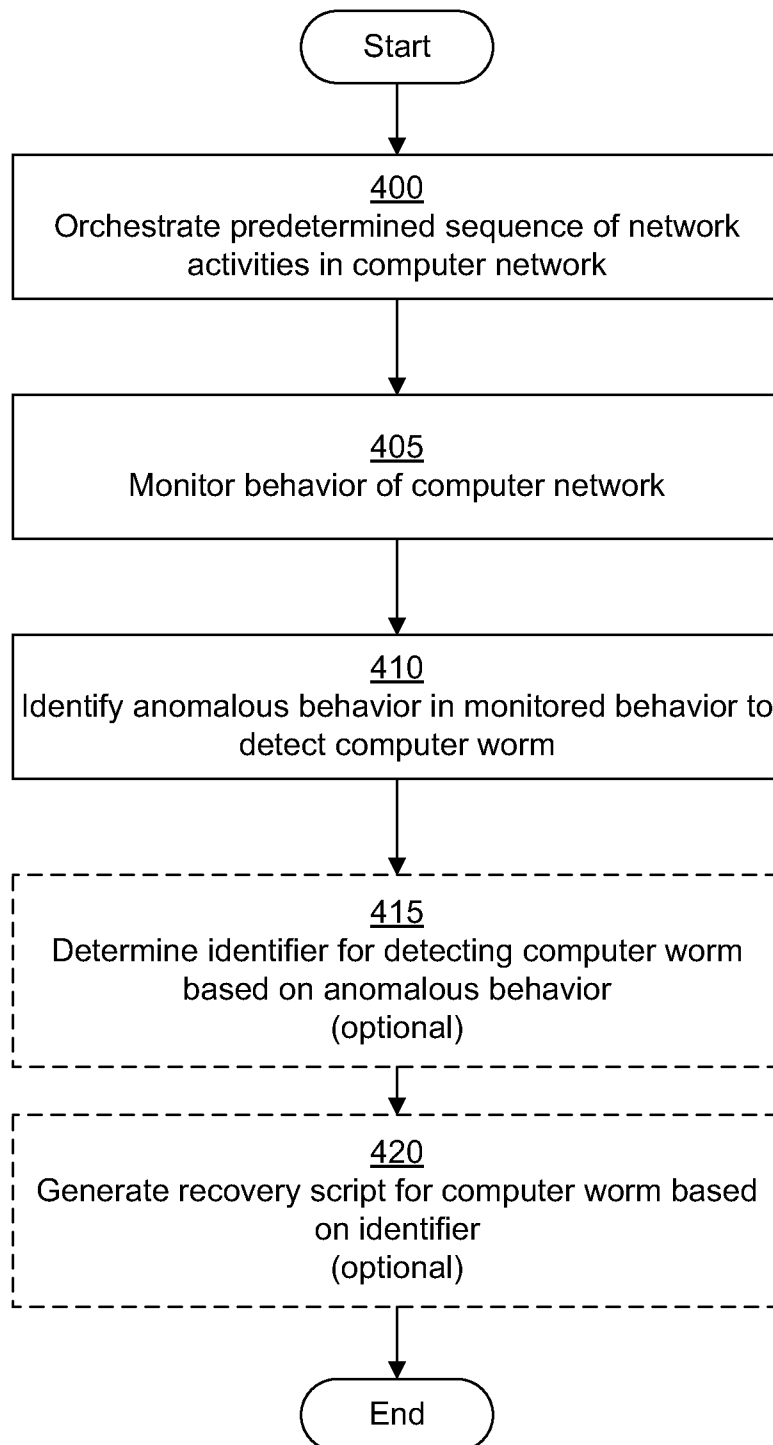 Start
400
Orchestrate predetermined sequence of network
activities in computer network
405
Monitor behavior of computer network
410
Identify anomalous behavior in monitored behavior to
detect computer worm
415
Determine identifier for detecting computer worm
based on anomalous behavior
(optional)
420
Generate recovery script for computer worm based
on identifier
(optional)
End